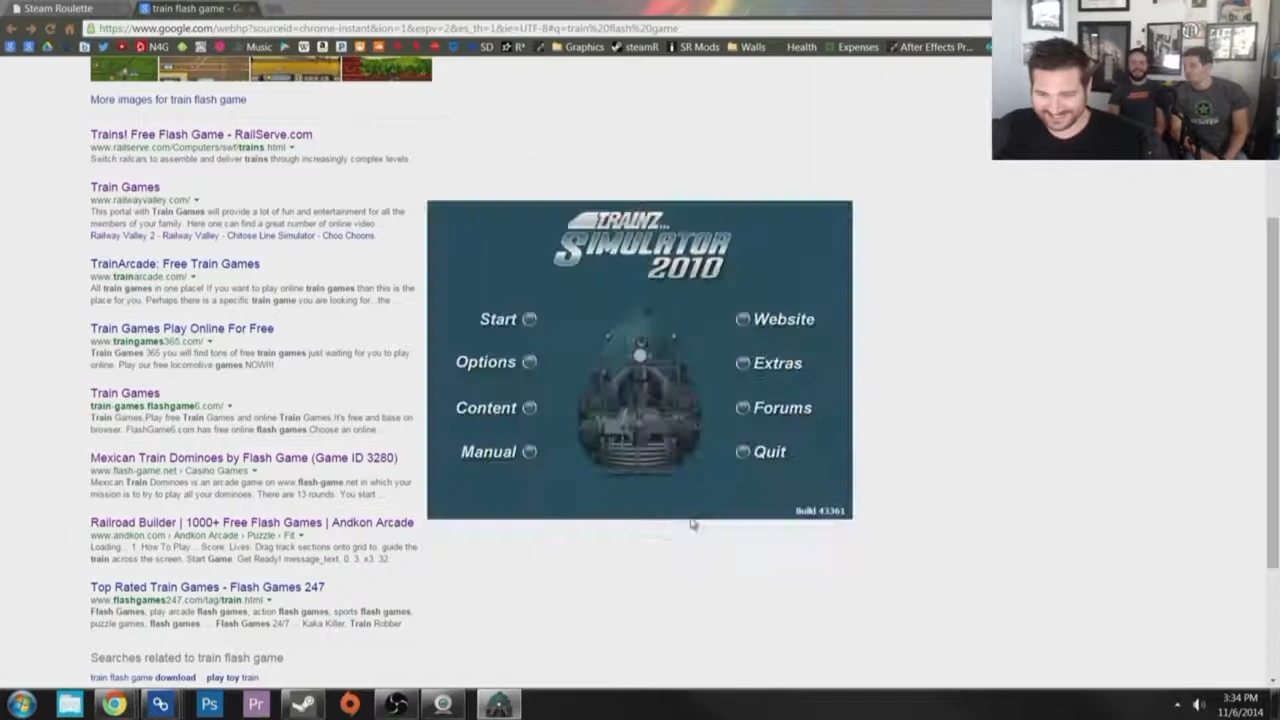 Steam Roulette
train flash game - G
https://www.google.com/webhp?sourceid=chrome-instant&ion=1&espv=2&es_th=1&ie=UTF-8#q=train%20flash%20game
N4G
Music
SD
R*
Graphics
steamR
SR Mods
Walls
Health
Expenses
After Effects Pr...
More images for train flash game
Trains! Free Flash Game - RailServe.com
www.railserve.com/Computers/swf/trains.html
Switch railcars to assemble and deliver trains through increasingly complex levels.
Train Games
www.railwayvalley.com/
This portal with Train Games will provide a lot of fun and entertainment for all the
members of your family. Here one can find a great number of online video ...
Railway Valley 2 - Railway Valley - Chitose Line Simulator - Choo Choons
TrainArcade: Free Train Games
www.trainarcade.com/
All train games in one place! If you want to play online train games than this is the
place for you. Perhaps there is a specific train game you are looking for...the ...
Train Games Play Online For Free
www.traingames365.com/
Train Games 365 you will find tons of free train games just waiting for you to play
online. Play our free locomotive games NOW!!!
Train Games
train-games.flashgame6.com/
Train Games,Play free Train Games and online Train Games.It's free and base on
browser. FlashGame6.com has free online flash games.Choose an online
Mexican Train Dominoes by Flash Game (Game ID 3280)
www.flash-game.net › Casino Games
Mexican Train Dominoes is an arcade game on www.flash-game.net in which your
mission is to try to play all your dominoes. There are 13 rounds. You start ...
Railroad Builder | 1000+ Free Flash Games | Andkon Arcade
www.andkon.com › Andkon Arcade › Puzzle › Fit
Loading... 1. How To Play... Score. Lives. Drag track sections onto grid to. guide the
train across the screen. Start Game. Get Ready! message_text. 0. 3. x3. 32.
Top Rated Train Games - Flash Games 247
www.flashgames247.com/tag/train.html
Flash Games, play arcade flash games, action flash games, sports flash games,
puzzle games, flash games ... Flash Games 24/7 ... Kaka Killer, Train Robber
Searches related to train flash game
train flash game download
play toy train
TRAINZ
SIMULATOR
2010
Start
Website
Options
Extras
Content
Forums
Manual
Quit
Build 43361
Ps
Pr
3:34 PM
11/6/2014